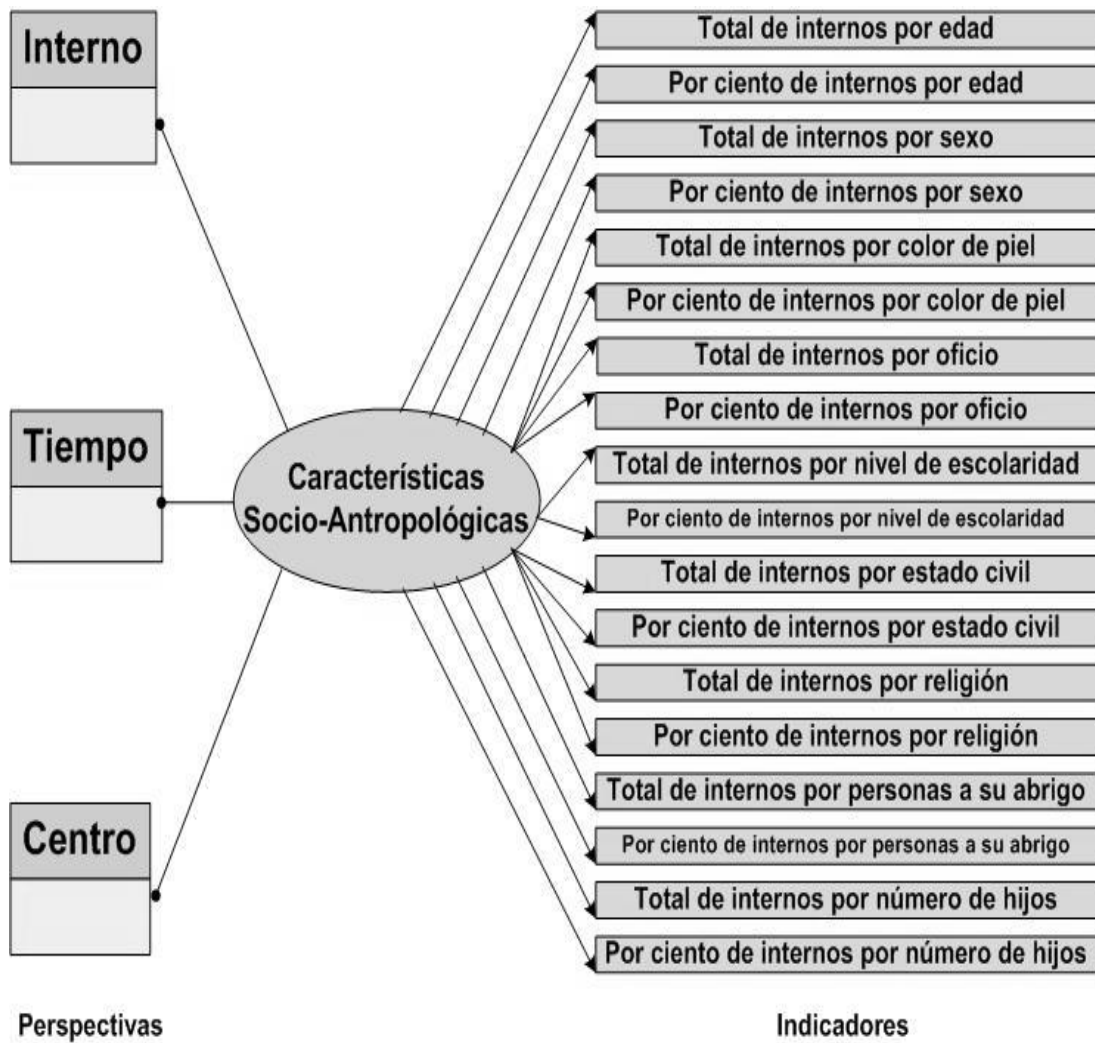 Interno
Tiempo
Centro
Perspectivas
Característícas
Socio-Antropológicas
Total de internos por edad
Por ciento de internos por edad
Total de internos por sexo
Por ciento de internos por sexo
Total de internos por color de piel
Por ciento de internos por color de piel
Total de internos por oficio
Por ciento de internos por oficio
Total de internos por nivel de escolaridad
Por ciento de internos por nivel de escolaridad
Total de internos por estado civil
Por ciento de internos por estado civil
Total de internos por religión
Por ciento de internos por religión
Total de internos por personas a su abrigo
Por ciento de internos por personas a su abrigo
Total de internos por número de hijos
Por ciento de internos por número de hijos
Indicadores